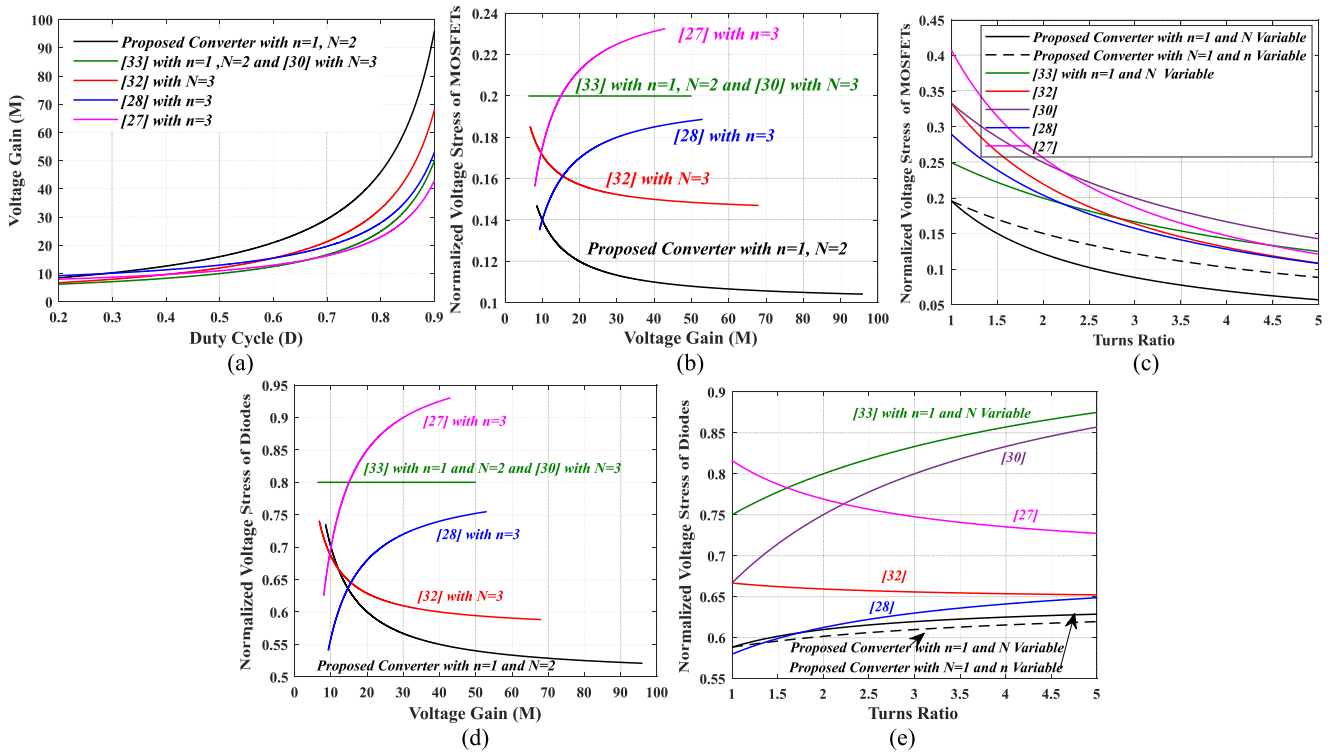 Voltage Gain (M)
100
90
80
70
60
50
40
30
20
10
0
Proposed Converter with n=1, N=2
[33] with n=1 ,N=2 and [30] with N=3
[32] with N=3
[28] with n=3
[27] with n=3
0.2 0.3 0.4 0.5 0.6 0.7 0.8 0.9
Duty Cycle (D)
(a)
Normalized Voltage Stress of MOSFETs
0.24
0.22
0.2
0.18
0.16
0.14
0.12
0.1
[27] with n=3
[33] with n=1, N=2 and [30] with N=3
[28] with n=3
[32] with N=3
Proposed Converter with n=1, N=2
0 10 20 30 40 50 60 70 80 90 100
Voltage Gain (M)
(b)
Normalized Voltage Stress of MOSFETs
0.45
0.4
0.35
0.3
0.25
0.2
0.15
0.1
0.05
Proposed Converter with n=1 and N Variable
Proposed Converter with N=1 and n Variable
[33] with n=1 and N Variable
[32]
[30]
[28]
[27]
1 1.5 2 2.5 3 3.5 4 4.5 5
Turns Ratio
(c)
Normalized Voltage Stress of Diodes
0.95
0.9
0.85
0.8
0.75
0.7
0.65
0.6
0.55
0.5
[27] with n=3
[33] with n=1 and N=2 and [30] with N=3
[28] with n=3
[32] with N=3
Proposed Converter with n=1 and N=2
0 10 20 30 40 50 60 70 80 90 100
Voltage Gain (M)
(d)
Normalized Voltage Stress of Diodes
0.9
0.85
0.8
0.75
0.7
0.65
0.6
0.55
[33] with n=1 and N Variable
[30]
[27]
[32]
[28]
Proposed Converter with n=1 and N Variable
Proposed Converter with N=1 and n Variable
1 1.5 2 2.5 3 3.5 4 4.5 5
Turns Ratio
(e)